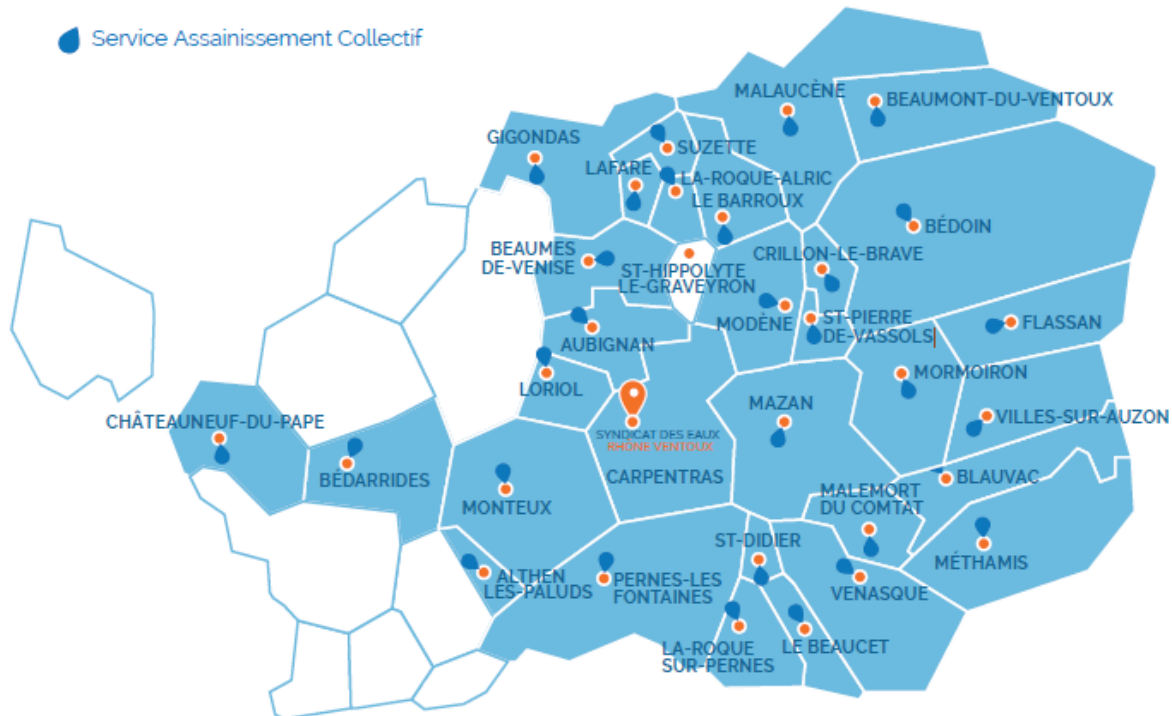 Service Assainissement Collectif
MALAUCÈNE
BEAUMONT-DU-VENTOUX
GIGONDAS
SUZETTE
LAFARE
LA-ROQUE-ALRIC
LE BARROUX
BÉDOIN
BEAUMES
DE-VENISE
ST-HIPPOLYTE
LE-GRAVEYRON
CRILLON-LE-BRAVE
MODÈNE
ST-PIERRE
DE-VASSOLS
FLASSAN
AUBIGNAN
LORIOL
MORMOIRON
CHÂTEAUNEUF-DU-PAPE
MAZAN
VILLES-SUR-AUZON
SYNDICAT DES EAUX
RHÔNE VENTOUX
BÉDARRIDES
CARPENTRAS
BLAUVAC
MONTEUX
MALEMORT
DU COMTAT
ST-DIDIER
MÉTHAMIS
ALTHEN
LES-PALUDS
PERNES-LES
FONTAINES
VENASQUE
LA-ROQUE
SUR-PERNES
LE BEAUCET